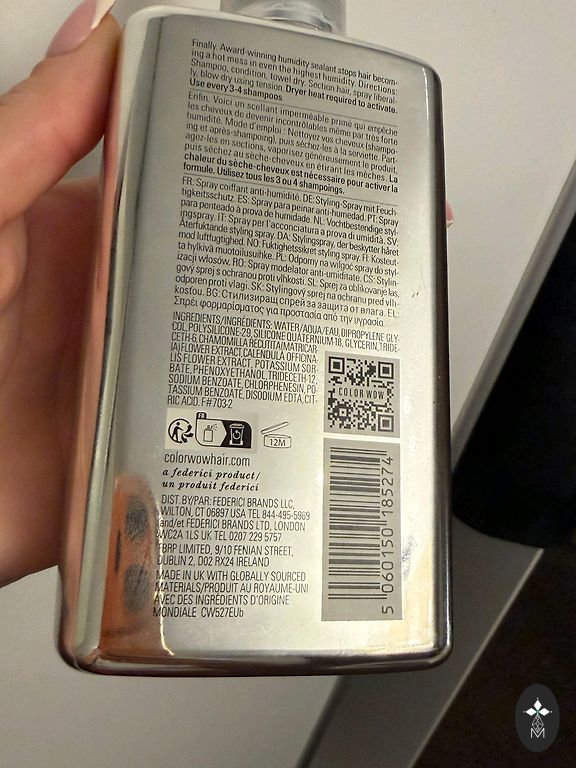 Finally. Award-winning humidity sealant stops hair becom-
ing a hot mess in even the highest humidity. Directions:
Shampoo, condition, towel dry. Section hair, spray liberal-
ly, blow dry using tension. Dryer heat required to activate.
Use every 3-4 shampoos
Enfin. Voici un scellant imperméable primé qui empêche
les cheveux de devenir incontrôlables même par très forte
humidité. Mode d'emploi : Nettoyez vos cheveux (shampo-
ing et après-shampoing), puis séchez-les à la serviette. Part-
agez-les en sections, vaporisez généreusement le produit,
puis séchez au sèche-cheveux en étirant les mèches. La
chaleur du sèche-cheveux est nécessaire pour activer la
formule. Utilisez tous les 3 ou 4 shampoings.
FR: Spray coiffant anti-humidité. DE: Styling-Spray mit Feuch-
tigkeitsschutz. ES: Spray para peinar anti-humedad. PT: Spray
para penteado à prova de humidade. NL: Vochtbestendige styl-
ingspray. IT: Spray per l'acconciatura a prova di umidità. SV:
Återfuktande styling spray. DA: Stylingspray, der beskytter håret
mod luftfugtighed. NO: Fuktighetssikret styling spray. FI: Kosteut-
ta hylkivä muotoilusuihke. PL: Odporny na wilgoć spray do styl-
izacji włosów, RO: Spray modelator anti-umiditate. CS: Stylin-
gový sprej s ochranou proti vlhkosti. SL: Sprej za oblikovanje las,
odporen proti vlagi. SK: Stylingový sprej na ochranu pred vlh-
kosťou. BG: Стилизиращ спрей за защита от влага. EL:
Σπρέι φορμαρίσματος για προστασία από την υγρασία.
INGREDIENTS/INGRÉDIENTS: WATER/AQUA/EAU, DIPROPYLENE GLY-
COL, POLYSILICONE-29, SILICONE QUATERNIUM-18, GLYCERIN, TRIDE-
CETH-6, CHAMOMILLA RECUTITA (MATRICAR-
IA) FLOWER EXTRACT, CALENDULA OFFICINA-
LIS FLOWER EXTRACT, POTASSIUM SOR-
BATE, PHENOXYETHANOL, TRIDECETH-12,
SODIUM BENZOATE, CHLORPHENESIN, PO-
TASSIUM BENZOATE, DISODIUM EDTA, CIT-
RIC ACID. F#703-2
COLOR WOW
FR
12M
colorwowhair.com
a federici product/
un produit federici
DIST. BY/PAR: FEDERICI BRANDS LLC,
WILTON, CT 06897 USA TEL 844-495-5969
and/et FEDERICI BRANDS LTD, LONDON
WC2A 1LS UK TEL 0207 229 5757
FBRP LIMITED, 9/10 FENIAN STREET,
DUBLIN 2, D02 RX24 IRELAND
MADE IN UK WITH GLOBALLY SOURCED
MATERIALS/PRODUIT AU ROYAUME-UNI
AVEC DES INGRÉDIENTS D'ORIGINE
MONDIALE CW527EUb
5 060150 185274
M